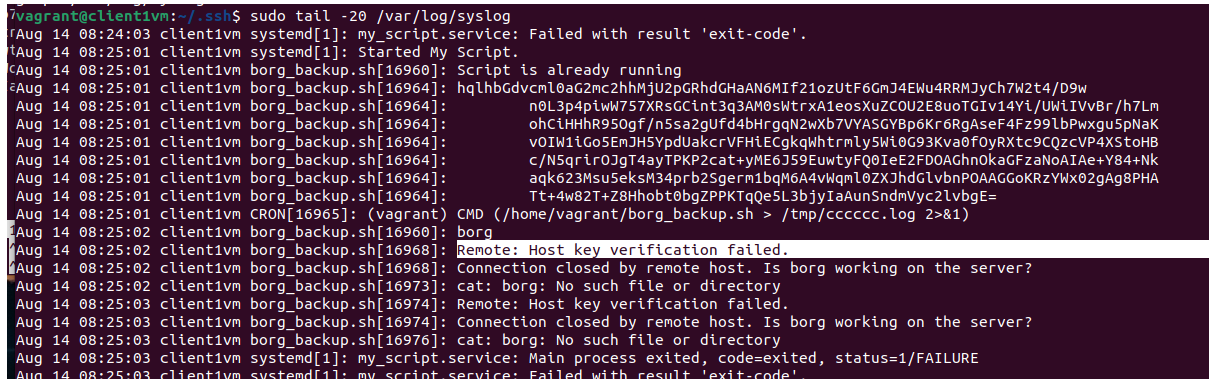 vagrant@client1vm:~/.ssh$ sudo tail -20 /var/log/syslog
Aug 14 08:24:03 client1vm systemd[1]: my_script.service: Failed with result 'exit-code'.
Aug 14 08:25:01 client1vm systemd[1]: Started My Script.
Aug 14 08:25:01 client1vm borg_backup.sh[16960]: Script is already running
Aug 14 08:25:01 client1vm borg_backup.sh[16964]: hqlhbGdvcml0aG2mc2hhMjU2pGRhdGHaAN6MIf21ozUtF6GmJ4EWu4RRMJyCh7W2t4/D9w
Aug 14 08:25:01 client1vm borg_backup.sh[16964]: n0L3p4piwW757XRsGCint3q3AM0sWtrxA1eosXuZCOU2E8uoTGIv14Yi/UWiIVvBr/h7Lm
Aug 14 08:25:01 client1vm borg_backup.sh[16964]: ohCiHHhR95Ogf/n5sa2gUfd4bHrgqN2wXb7VYASGYBp6Kr6RgAseF4Fz99lbPwxgu5pNaK
Aug 14 08:25:01 client1vm borg_backup.sh[16964]: vOIW1iGo5EmJH5YpdUakcrVFHiECgkqWhtrmly5Wi0G93Kva0fOyRXtc9CQzcVP4XStoHB
Aug 14 08:25:01 client1vm borg_backup.sh[16964]: c/N5qrirOJgT4ayTPKP2cat+yME6J59EuwtyFQ0IeE2FDOAGhnOkaGFzaNoAIAe+Y84+Nk
Aug 14 08:25:01 client1vm borg_backup.sh[16964]: aqk623Msu5eksM34prb2Sgerm1bqM6A4vWqml0ZXJhdGlvbnPOAAGGoKRzYWx02gAg8PHA
Aug 14 08:25:01 client1vm borg_backup.sh[16964]: Tt+4w82T+Z8Hhobt0bgZPPKTqQe5L3bjyIaAunSndmVyc2lvbgE=
Aug 14 08:25:01 client1vm CRON[16965]: (vagrant) CMD (/home/vagrant/borg_backup.sh > /tmp/cccccc.log 2>&1)
Aug 14 08:25:02 client1vm borg_backup.sh[16960]: borg
Aug 14 08:25:02 client1vm borg_backup.sh[16968]: Remote: Host key verification failed.
Aug 14 08:25:02 client1vm borg_backup.sh[16968]: Connection closed by remote host. Is borg working on the server?
Aug 14 08:25:02 client1vm borg_backup.sh[16973]: cat: borg: No such file or directory
Aug 14 08:25:03 client1vm borg_backup.sh[16974]: Remote: Host key verification failed.
Aug 14 08:25:03 client1vm borg_backup.sh[16974]: Connection closed by remote host. Is borg working on the server?
Aug 14 08:25:03 client1vm borg_backup.sh[16976]: cat: borg: No such file or directory
Aug 14 08:25:03 client1vm systemd[1]: my_script.service: Main process exited, code=exited, status=1/FAILURE
Aug 14 08:25:03 client1vm systemd[1]: my_script.service: Failed with result 'exit-code'.